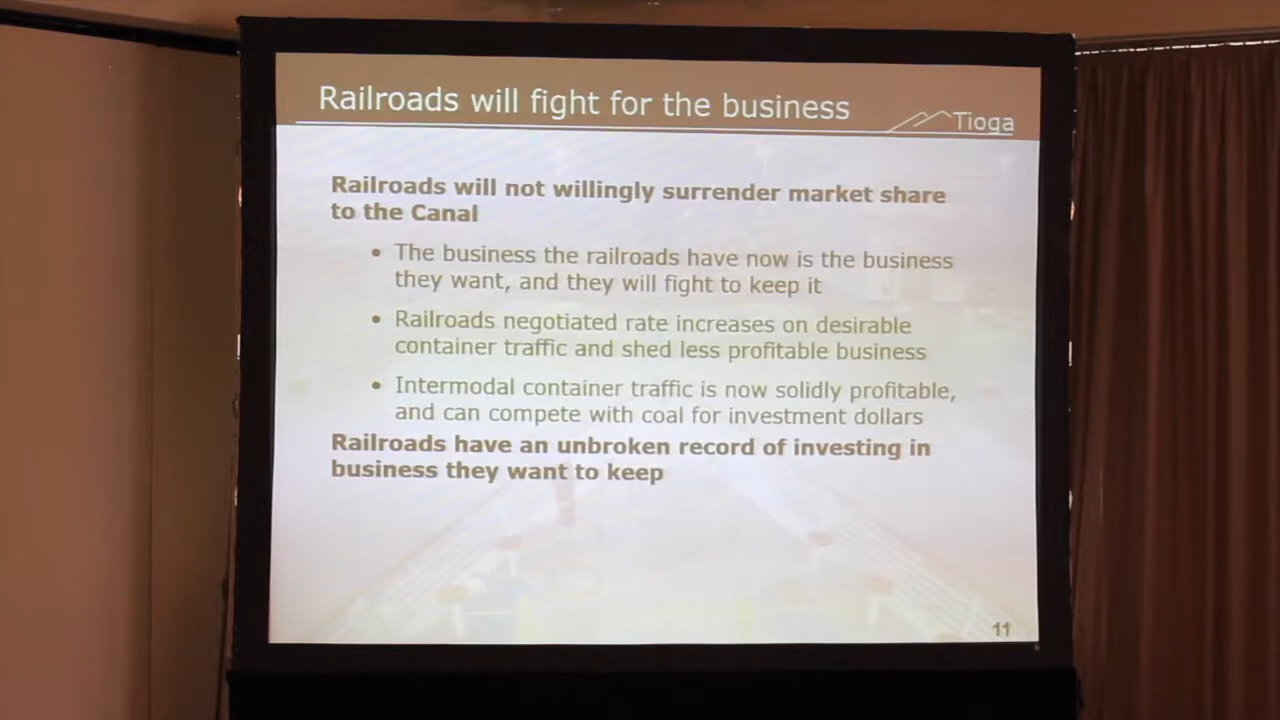 Railroads will fight for the business
Tioga
Railroads will not willingly surrender market share
to the Canal
• The business the railroads have now is the business
they want, and they will fight to keep it
• Railroads negotiated rate increases on desirable
container traffic and shed less profitable business
• Intermodal container traffic is now solidly profitable,
and can compete with coal for investment dollars
Railroads have an unbroken record of investing in
business they want to keep
11